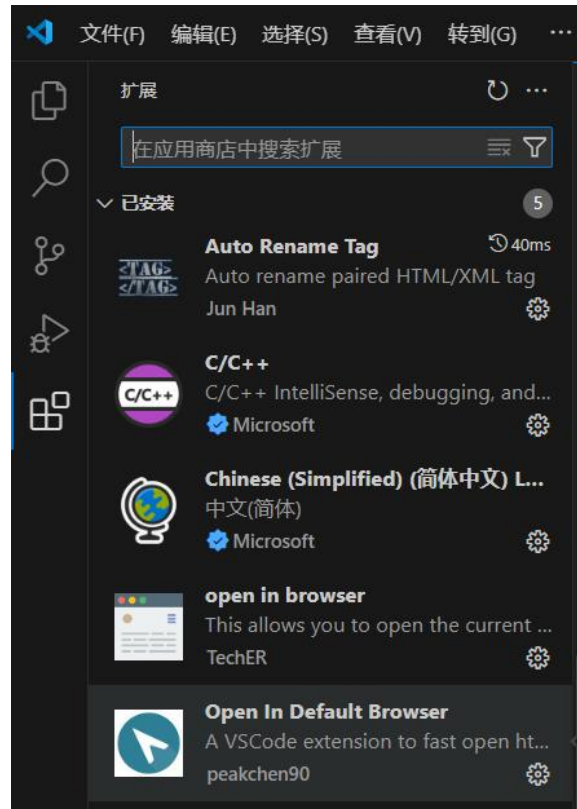 文件(F) 编辑(E) 选择(S) 查看(V) 转到(G) ...
扩展
在应用商店中搜索扩展
已安装 5
Auto Rename Tag 40ms
<TAG>
</TAG>
Auto rename paired HTML/XML tag
Jun Han
C/C++
C/C++
C/C++ IntelliSense, debugging, and...
Microsoft
Chinese (Simplified) (简体中文) L...
中文(简体)
Microsoft
open in browser
This allows you to open the current ...
TechER
Open In Default Browser
A VSCode extension to fast open ht...
peakchen90